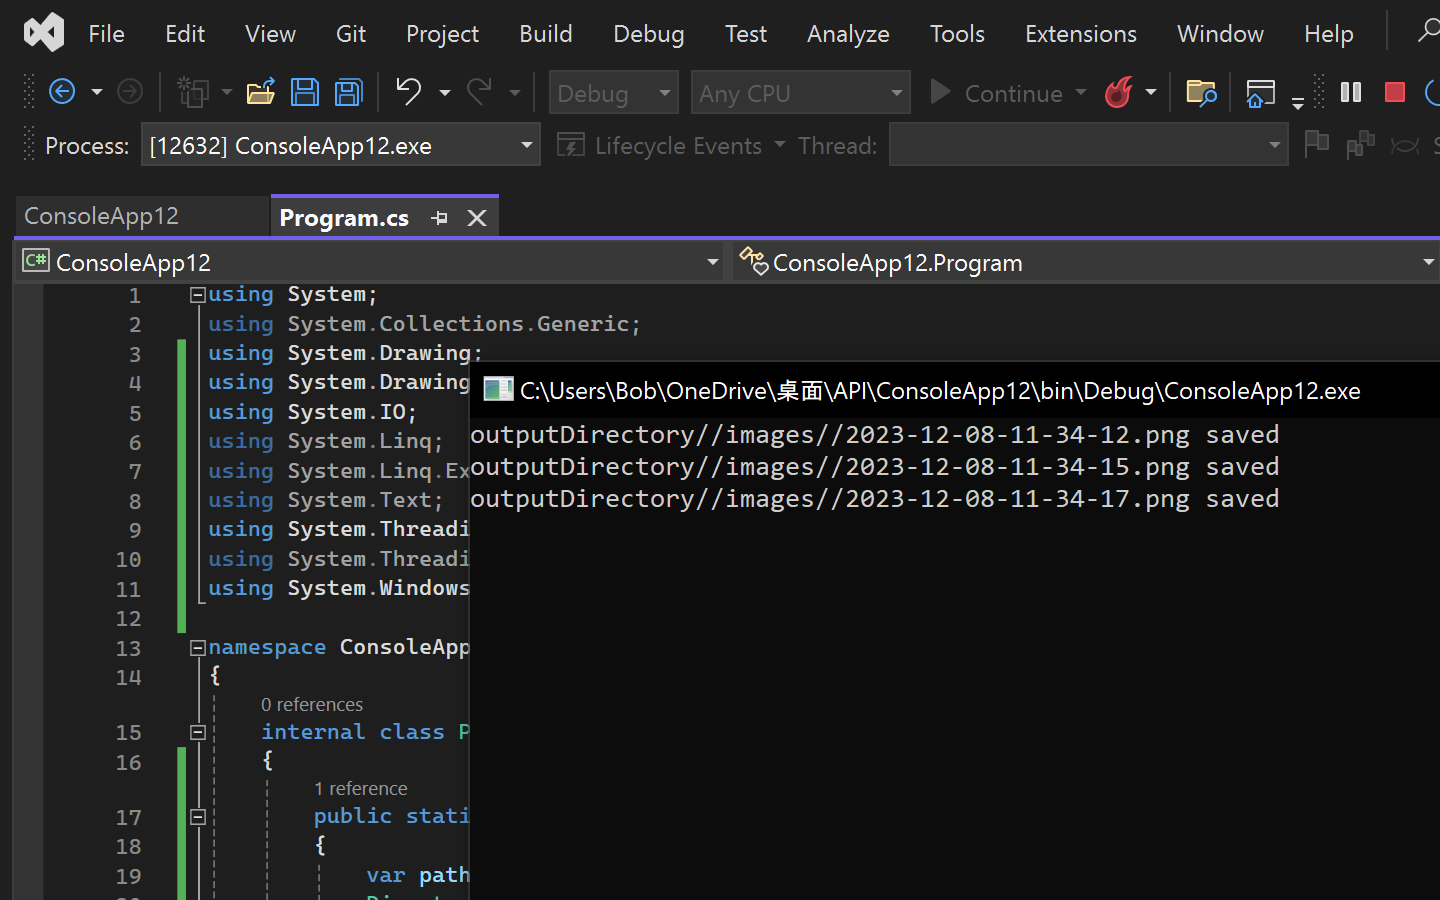 File Edit View Git Project Build Debug Test Analyze Tools Extensions Window Help
Debug Any CPU Continue
Process: [12632] ConsoleApp12.exe Lifecycle Events Thread:
ConsoleApp12 Program.cs
C# ConsoleApp12 ConsoleApp12.Program
1 using System;
2 using System.Collections.Generic;
3 using System.Drawing;
4 using System.Drawing
5 using System.IO;
6 using System.Linq;
7 using System.Linq.Ex
8 using System.Text;
9 using System.Threadi
10 using System.Threadi
11 using System.Windows
12
13 namespace ConsoleApp
14 {
0 references
15 internal class P
16 {
1 reference
17 public stati
18 {
19 var path
C:\Users\Bob\OneDrive\桌面\API\ConsoleApp12\bin\Debug\ConsoleApp12.exe
outputDirectory//images//2023-12-08-11-34-12.png saved
outputDirectory//images//2023-12-08-11-34-15.png saved
outputDirectory//images//2023-12-08-11-34-17.png saved